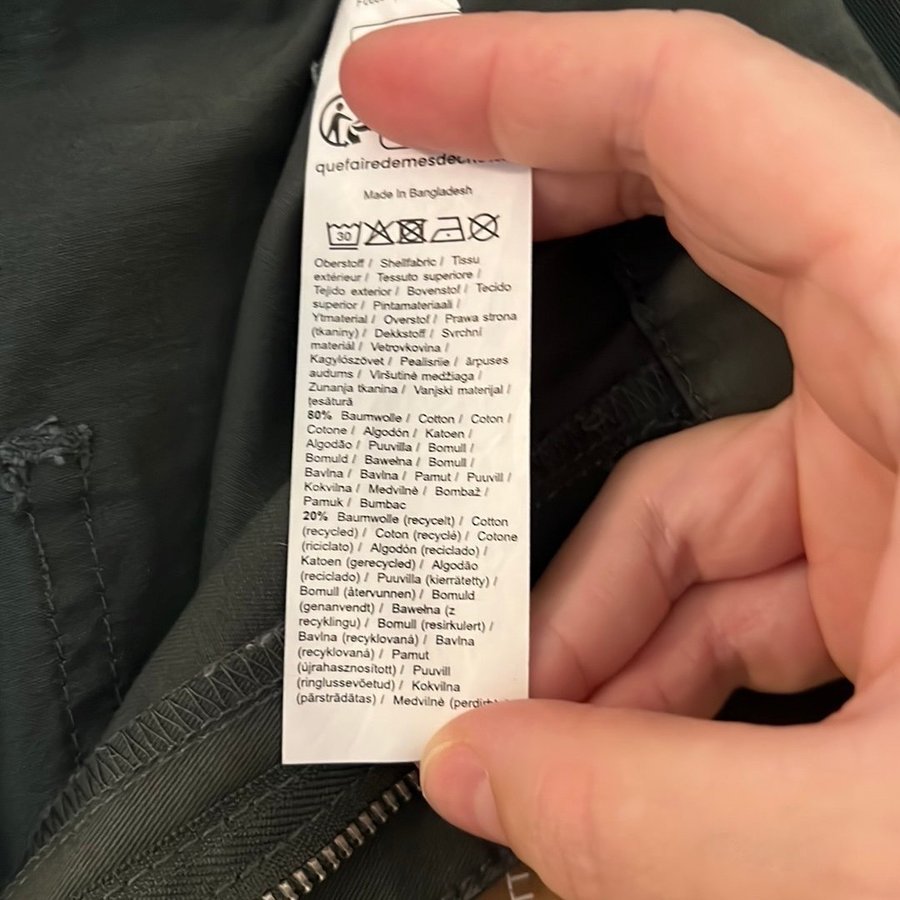 quefairedemesde
Made In Bangladesh
30
Oberstoff / Shellfabric / Tissu
extérieur / Tessuto superiore /
Tejido exterior / Bovenstof / Tecido
superior / Pintamateriaali /
Ytmaterial / Overstof / Prawa strona
(tkaniny) / Dekkstoff / Svrchní
materiál / Vetrovkovina /
Kagylószövet / Pealisriie / ārpuses
audums / Viršutinė medžiaga /
Zunanja tkanina / Vanjski materijal /
țesătură
80% Baumwolle / Cotton / Coton /
Cotone / Algodón / Katoen /
Algodão / Puuvilla / Bomull /
Bomuld / Bawełna / Bomull /
Bavlna / Bavlna / Pamut / Puuvill /
Kokvilna / Medvilnė / Bombaž /
Pamuk / Bumbac
20% Baumwolle (recycelt) / Cotton
(recycled) / Coton (recyclé) / Cotone
(riciclato) / Algodón (reciclado) /
Katoen (gerecycled) / Algodão
(reciclado) / Puuvilla (kierrätetty) /
Bomull (återvunnen) / Bomuld
(genanvendt) / Bawełna (z
recyklingu) / Bomull (resirkulert) /
Bavlna (recyklovaná) / Bavlna
(recyklovaná) / Pamut
(újrahasznosított) / Puuvill
(ringlussevõetud) / Kokvilna
(pārstrādātas) / Medvilnė